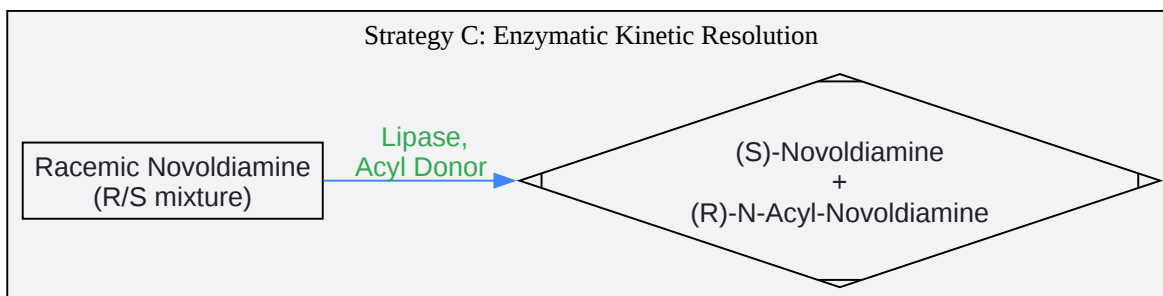 Strategy C: Enzymatic Kinetic Resolution
Racemic Novoldiamine
(R/S mixture)
Lipase,
Acyl Donor
(S)-Novoldiamine
+
(R)-N-Acyl-Novoldiamine